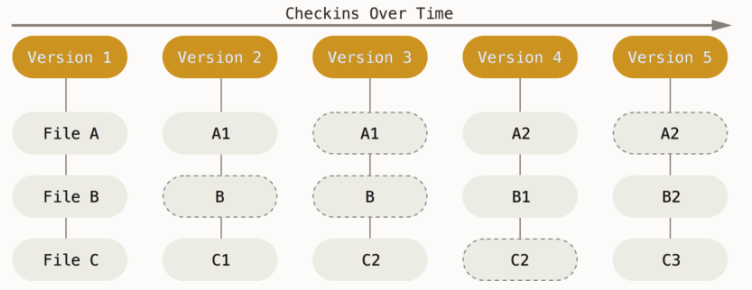 Checkins Over Time
Version 1 Version 2 Version 3 Version 4 Version 5
File A A1 A1 A2 A2
File B B B B1 B2
File C C1 C2 C2 C3